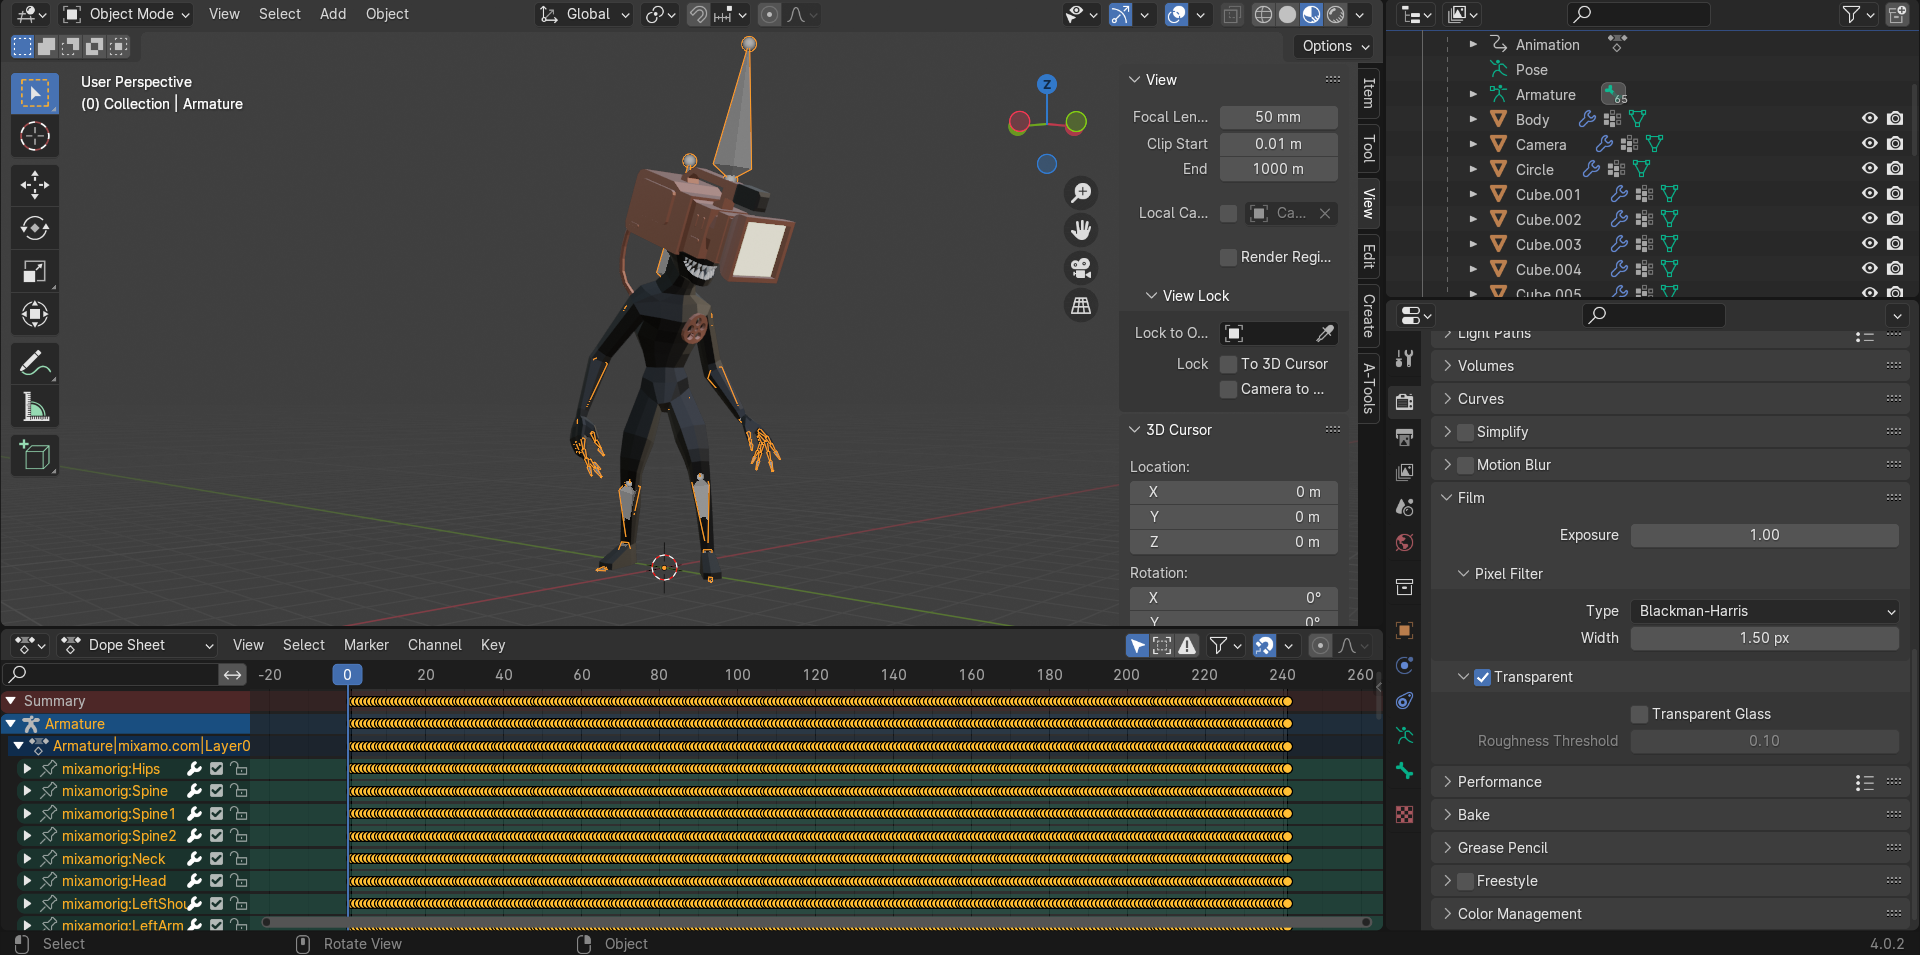 Object Mode View Select Add Object Global
Options
User Perspective
(0) Collection | Armature
Z
View
Focal Len... 50 mm
Clip Start 0.01 m
End 1000 m
Local Ca... Ca...
Render Regi...
View Lock
Lock to O...
Lock To 3D Cursor
Camera to ...
3D Cursor
Location:
X 0 m
Y 0 m
Z 0 m
Rotation:
X 0°
Y 0°
Item
Tool
View
Edit
Create
A-Tools
Animation
Pose
Armature 65
Body
Camera
Circle
Cube.001
Cube.002
Cube.003
Cube.004
Cube.005
Light Paths
Volumes
Curves
Simplify
Motion Blur
Film
Exposure 1.00
Pixel Filter
Type Blackman-Harris
Width 1.50 px
Transparent
Transparent Glass
Roughness Threshold 0.10
Performance
Bake
Grease Pencil
Freestyle
Color Management
Dope Sheet View Select Marker Channel Key
-20 0 20 40 60 80 100 120 140 160 180 200 220 240 260
Summary
Armature
Armature|mixamo.com|Layer0
mixamorig:Hips
mixamorig:Spine
mixamorig:Spine1
mixamorig:Spine2
mixamorig:Neck
mixamorig:Head
mixamorig:LeftShou
mixamorig:LeftArm
Select Rotate View Object 4.0.2